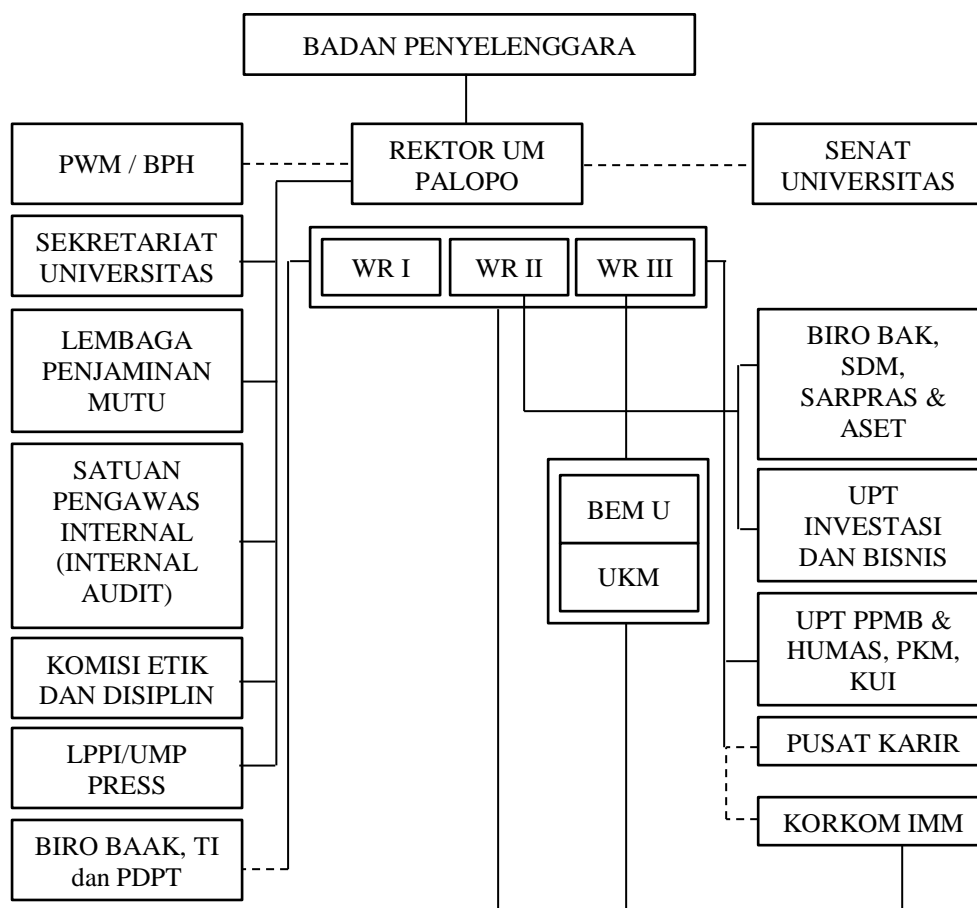 BADAN PENYELENGGARA
PWM / BPH
REKTOR UM
PALOPO
SENAT
UNIVERSITAS
SEKRETARIAT
UNIVERSITAS
WR I
WR II
WR III
LEMBAGA
PENJAMINAN
MUTU
BIRO BAK,
SDM,
SARPRAS &
ASET
SATUAN
PENGAWAS
INTERNAL
(INTERNAL
AUDIT)
BEM U
UKM
UPT
INVESTASI
DAN BISNIS
KOMISI ETIK
DAN DISIPLIN
UPT PPMB &
HUMAS, PKM,
KUI
LPPI/UMP
PRESS
PUSAT KARIR
BIRO BAAK, TI
dan PDPT
KORKOM IMM